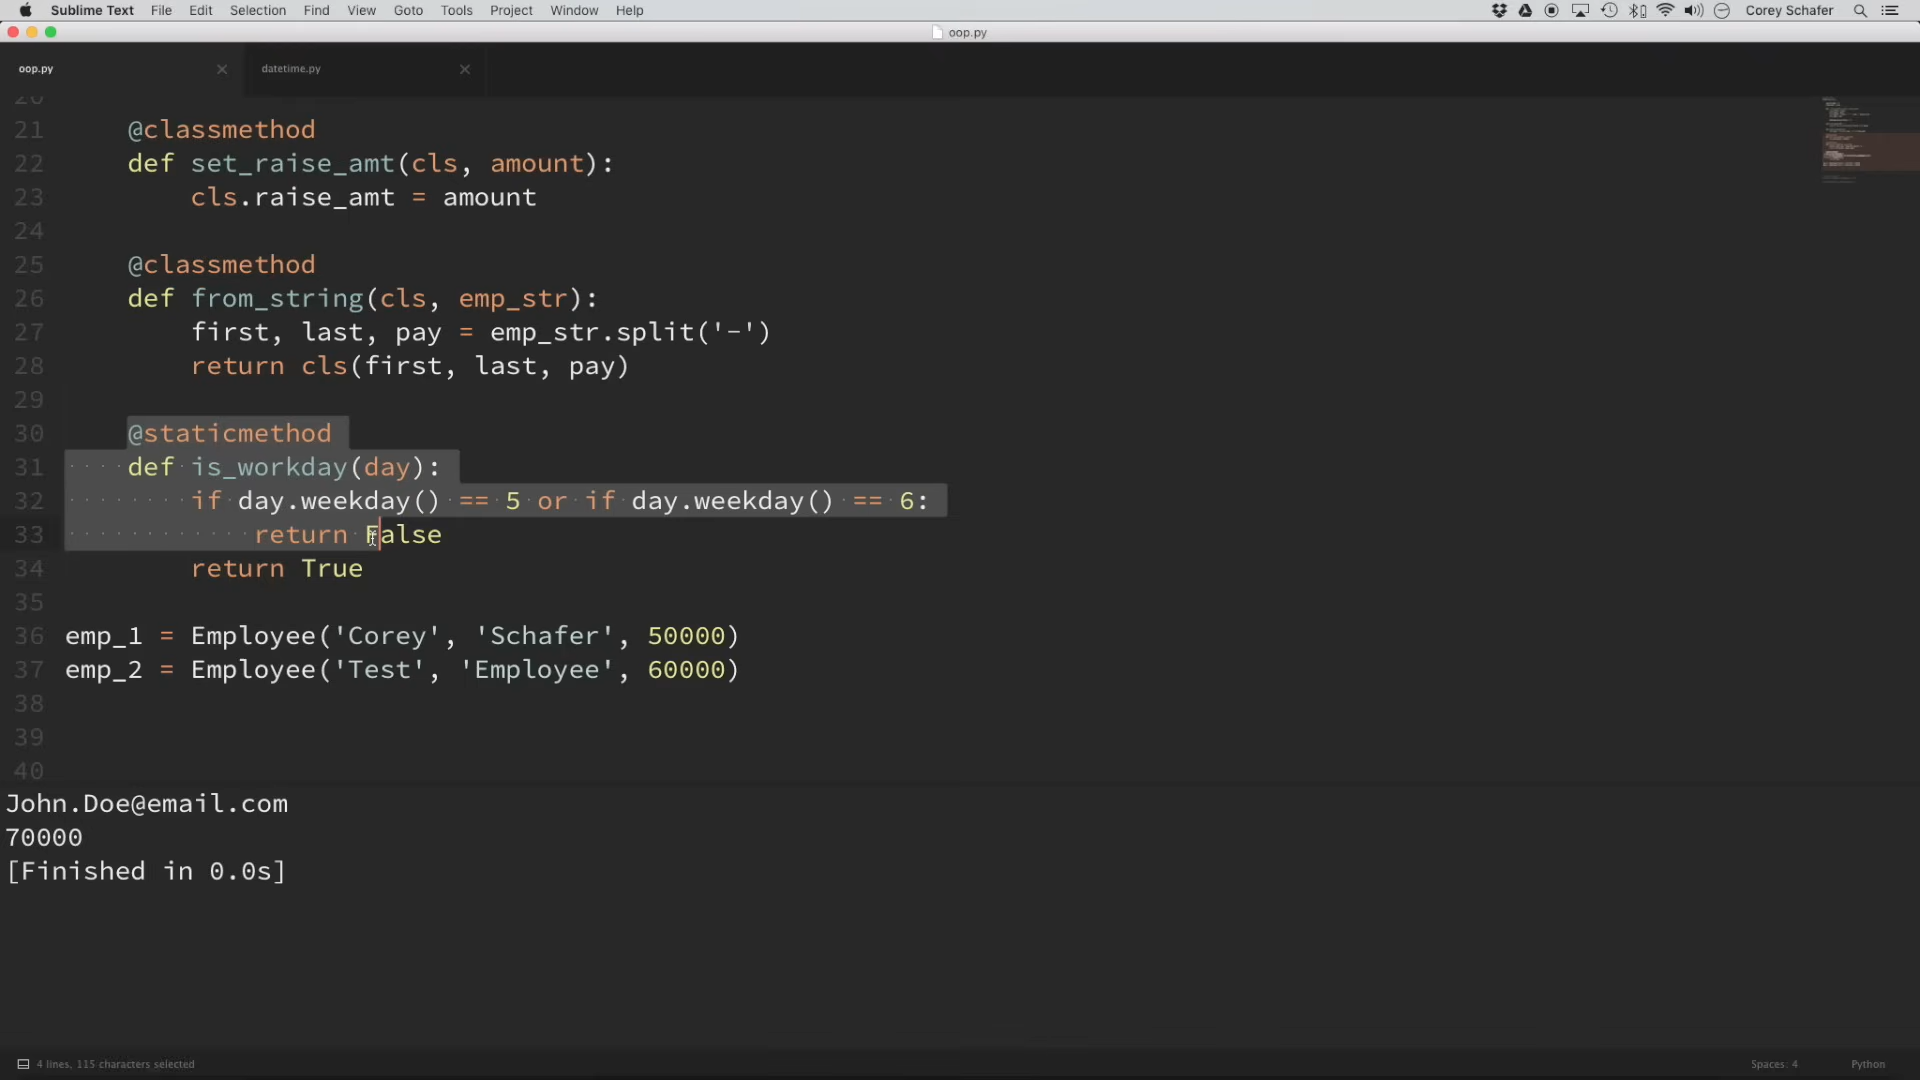 Sublime Text File Edit Selection Find View Goto Tools Project Window Help Corey Schafer
oop.py
oop.py datetime.py
20
21 @classmethod
22 def set_raise_amt(cls, amount):
23 cls.raise_amt = amount
24
25 @classmethod
26 def from_string(cls, emp_str):
27 first, last, pay = emp_str.split('-')
28 return cls(first, last, pay)
29
30 @staticmethod
31 def is_workday(day):
32 if day.weekday() == 5 or if day.weekday() == 6:
33 return False
34 return True
35
36 emp_1 = Employee('Corey', 'Schafer', 50000)
37 emp_2 = Employee('Test', 'Employee', 60000)
38
39
40
John.Doe@email.com
70000
[Finished in 0.0s]
4 lines, 115 characters selected Spaces: 4 Python